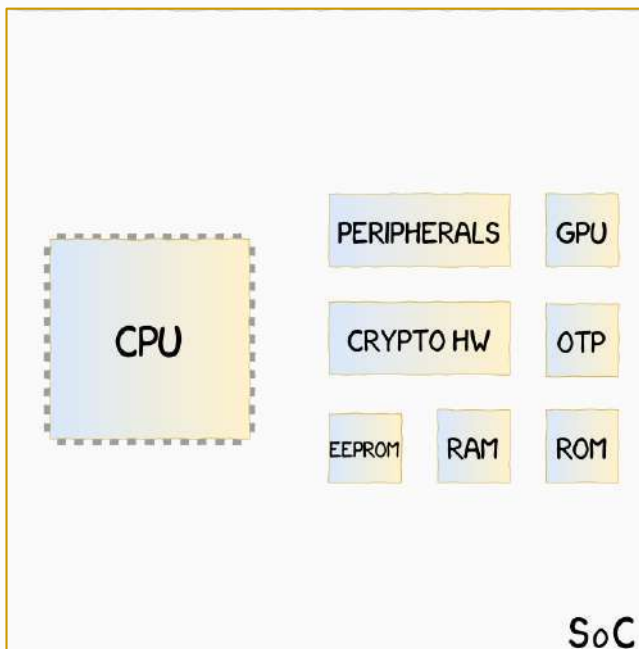 PERIPHERALS
GPU
CPU
CRYPTO HW
OTP
EEPROM
RAM
ROM
SoC